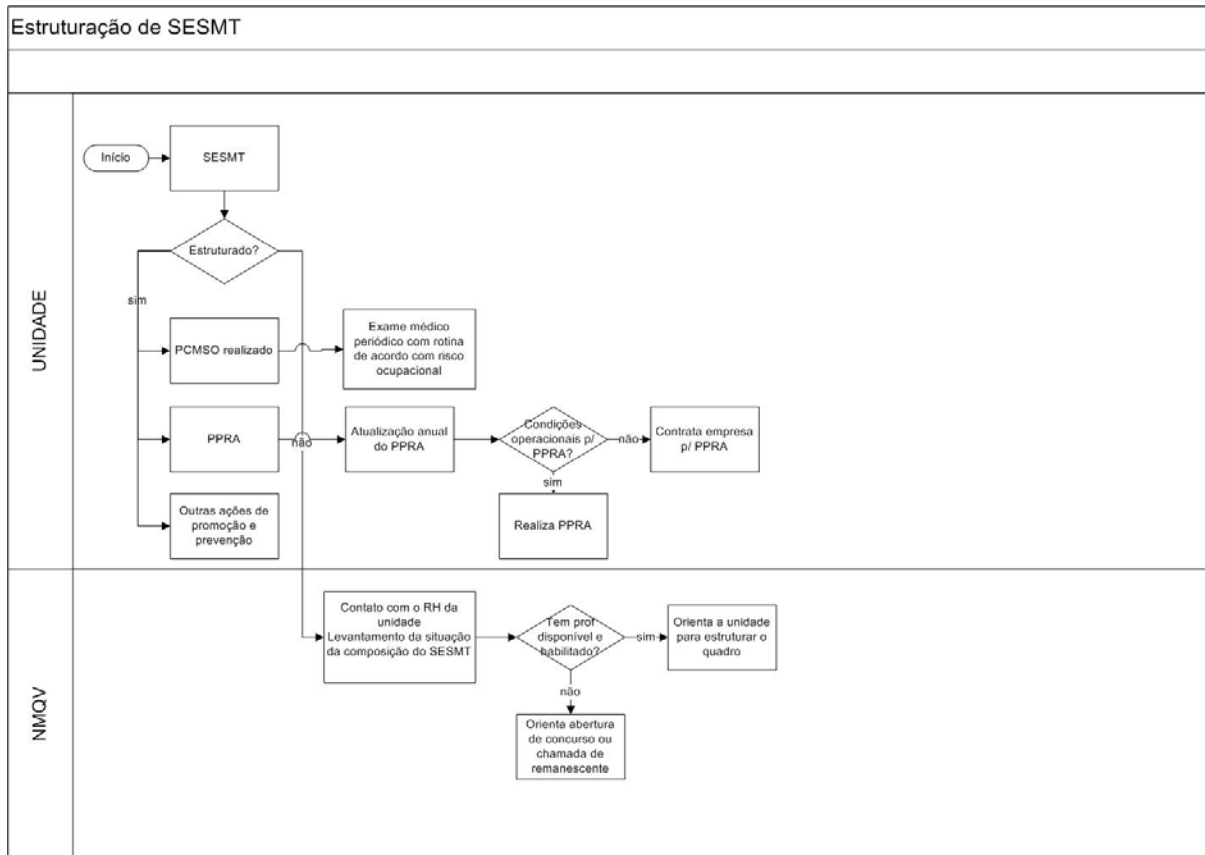 Estruturação de SESMT
UNIDADE
Início
SESMT
Estruturado?
sim
PCMSO realizado
Exame médico
periódico com rotina
de acordo com risco
ocupacional
PPRA
não
Atualização anual
do PPRA
Condições
operacionais p/
PPRA?
não
Contrata empresa
p/ PPRA
sim
Realiza PPRA
Outras ações de
promoção e
prevenção
NMQV
Contato com o RH da
unidade
Levantamento da situação
da composição do SESMT
Tem prof
disponível e
habilitado?
sim
Orienta a unidade
para estruturar o
quadro
não
Orienta abertura
de concurso ou
chamada de
remanescente